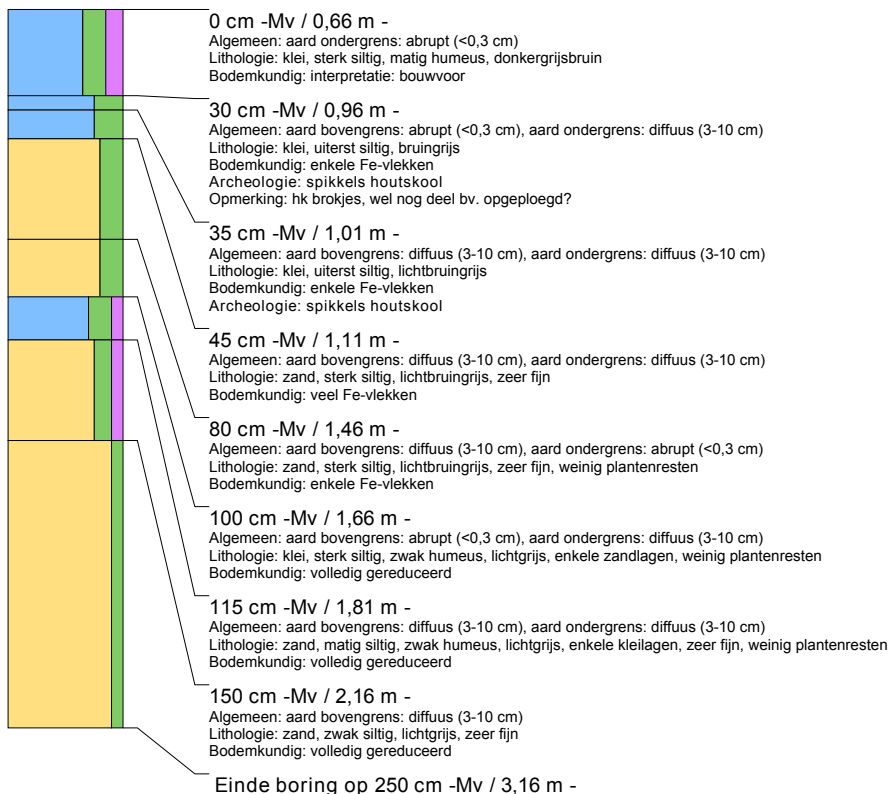 0 cm -Mv / 0,66 m -
Algemeen: aard ondergrens: abrupt (<0,3 cm)
Lithologie: klei, sterk siltig, matig humeus, donkergrijsbruin
Bodemkundig: interpretatie: bouwvoor
30 cm -Mv / 0,96 m -
Algemeen: aard bovengrens: abrupt (<0,3 cm), aard ondergrens: diffuus (3-10 cm)
Lithologie: klei, uiterst siltig, bruingrijs
Bodemkundig: enkele Fe-vlekken
Archeologie: spikkels houtskool
Opmerking: hk brokjes, wel nog deel bv. opgeploegd?
35 cm -Mv / 1,01 m -
Algemeen: aard bovengrens: diffuus (3-10 cm), aard ondergrens: diffuus (3-10 cm)
Lithologie: klei, uiterst siltig, lichtbruingrijs
Bodemkundig: enkele Fe-vlekken
Archeologie: spikkels houtskool
45 cm -Mv / 1,11 m -
Algemeen: aard bovengrens: diffuus (3-10 cm), aard ondergrens: diffuus (3-10 cm)
Lithologie: zand, sterk siltig, lichtbruingrijs, zeer fijn
Bodemkundig: veel Fe-vlekken
80 cm -Mv / 1,46 m -
Algemeen: aard bovengrens: diffuus (3-10 cm), aard ondergrens: abrupt (<0,3 cm)
Lithologie: zand, sterk siltig, lichtbruingrijs, zeer fijn, weinig plantenresten
Bodemkundig: enkele Fe-vlekken
100 cm -Mv / 1,66 m -
Algemeen: aard bovengrens: abrupt (<0,3 cm), aard ondergrens: diffuus (3-10 cm)
Lithologie: klei, sterk siltig, zwak humeus, lichtgrijs, enkele zandlagen, weinig plantenresten
Bodemkundig: volledig gereduceerd
115 cm -Mv / 1,81 m -
Algemeen: aard bovengrens: diffuus (3-10 cm), aard ondergrens: diffuus (3-10 cm)
Lithologie: zand, matig siltig, zwak humeus, lichtgrijs, enkele kleilagen, zeer fijn, weinig plantenresten
Bodemkundig: volledig gereduceerd
150 cm -Mv / 2,16 m -
Algemeen: aard bovengrens: diffuus (3-10 cm)
Lithologie: zand, zwak siltig, lichtgrijs, zeer fijn
Bodemkundig: volledig gereduceerd
Einde boring op 250 cm -Mv / 3,16 m -